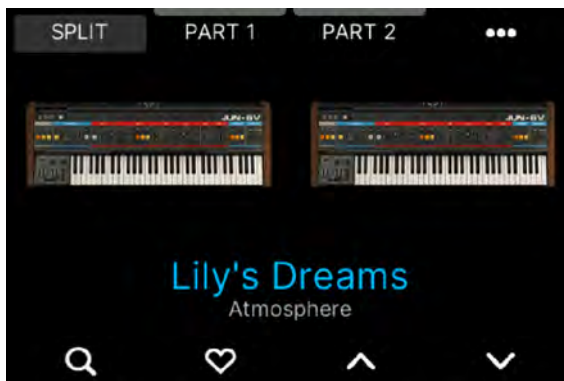 SPLIT PART 1 PART 2
JUN-6V JUN-6V
Lily's Dreams
Atmosphere